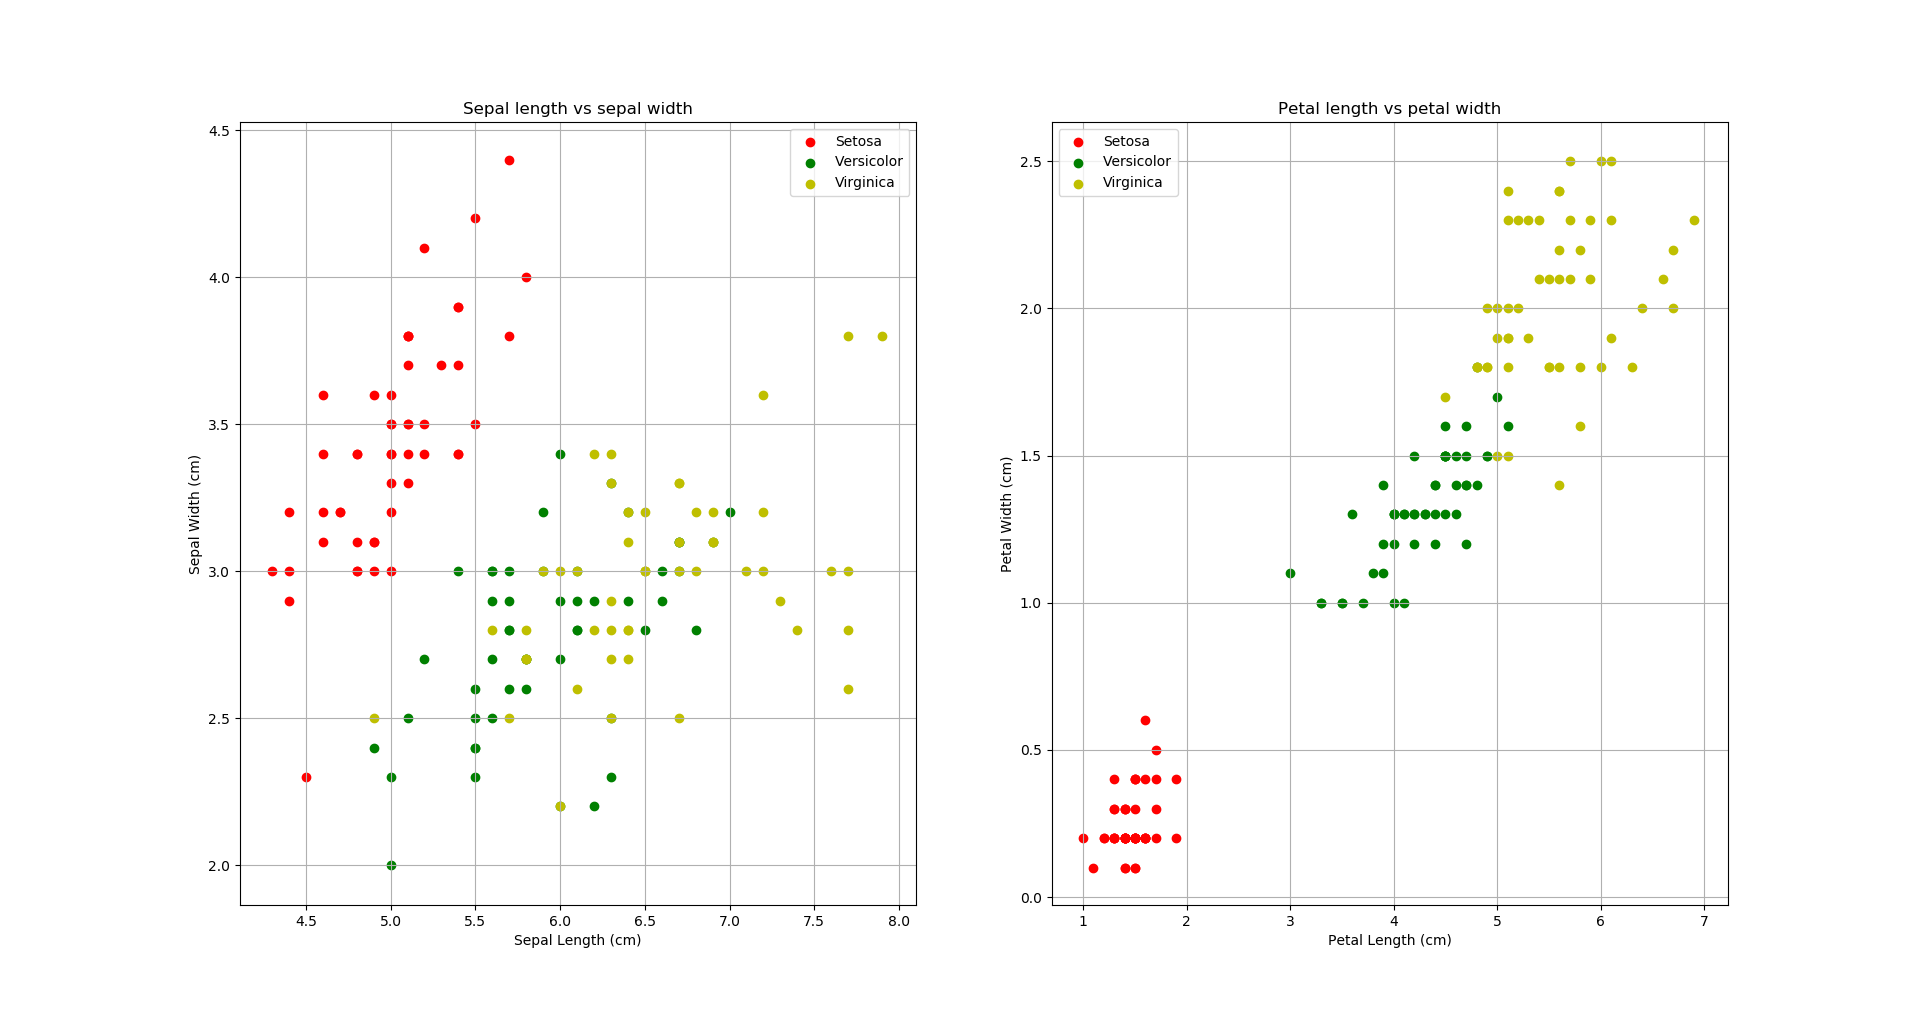 Sepal length vs sepal width
4.5
4.0
3.5
3.0
2.5
2.0
Sepal Width (cm)
Setosa
Versicolor
Virginica
4.5 5.0 5.5 6.0 6.5 7.0 7.5 8.0
Sepal Length (cm)
Petal length vs petal width
2.5
2.0
1.5
1.0
0.5
0.0
Petal Width (cm)
Setosa
Versicolor
Virginica
1 2 3 4 5 6 7
Petal Length (cm)